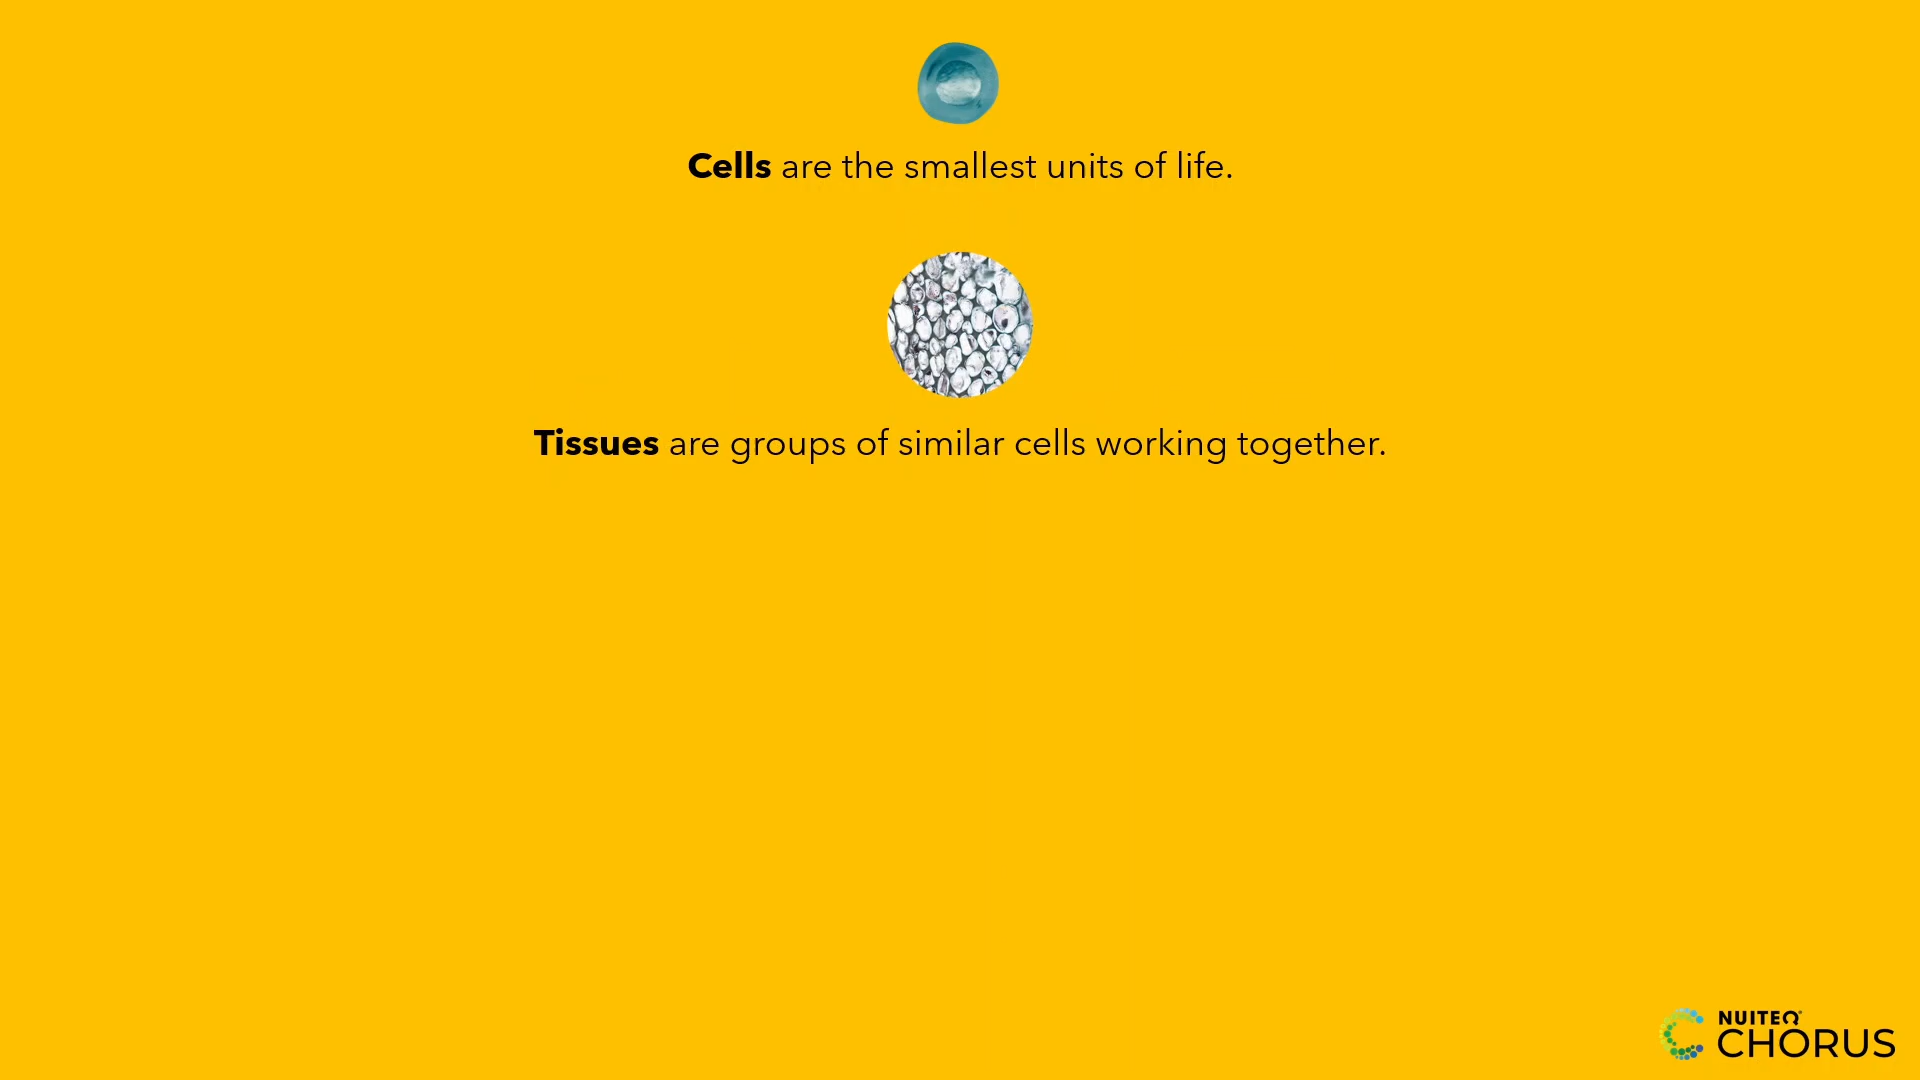 Cells are the smallest units of life.
Tissues are groups of similar cells working together.
NUITEQ®
CHORUS